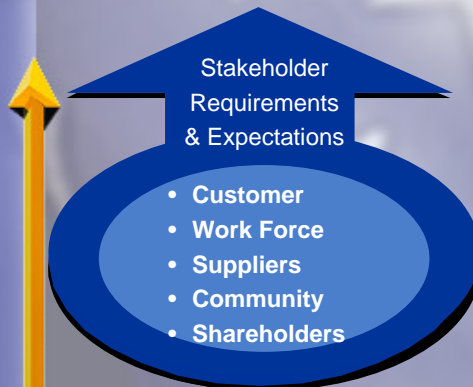 Stakeholder
Requirements
& Expectations
• Customer
• Work Force
• Suppliers
• Community
• Shareholders